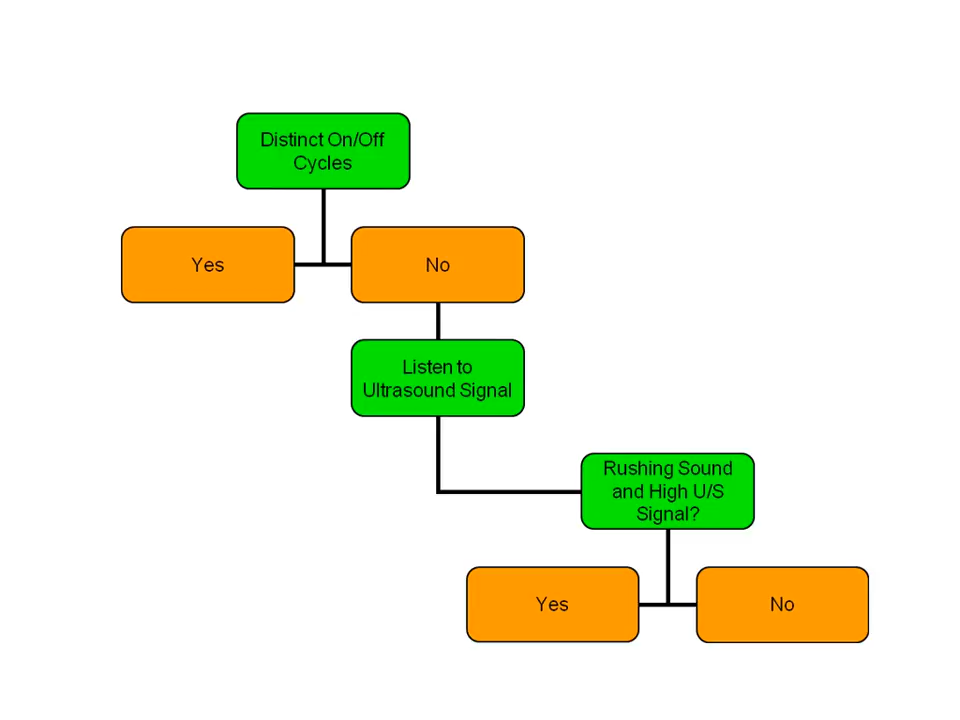 Distinct On/Off
Cycles
Yes
No
Listen to
Ultrasound Signal
Rushing Sound
and High U/S
Signal?
Yes
No